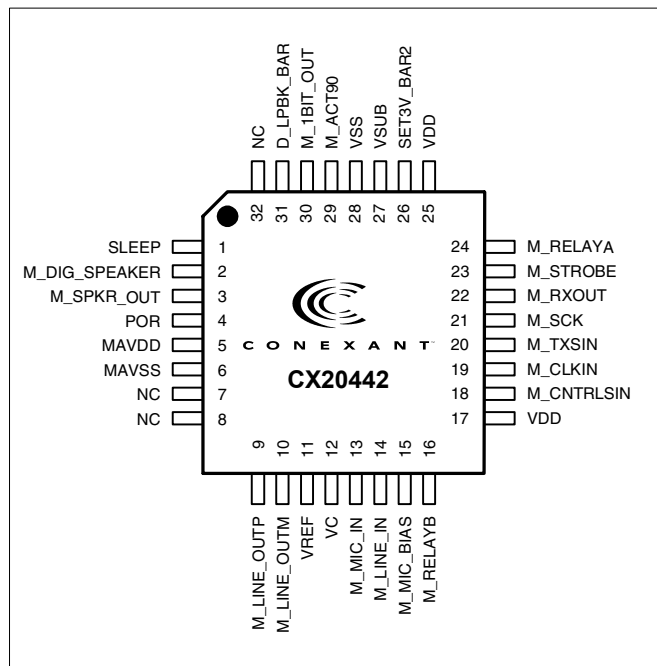 NC
D_LPBK_BAR
M_1BIT_OUT
M_ACT90
VSS
VSUB
SET3V_BAR2
VDD
32
31
30
29
28
27
26
25
SLEEP 1
M_DIG_SPEAKER 2
M_SPKR_OUT 3
POR 4
MAVDD 5
MAVSS 6
NC 7
NC 8
CONEXANT™
CX20442
24 M_RELAYA
23 M_STROBE
22 M_RXOUT
21 M_SCK
20 M_TXSIN
19 M_CLKIN
18 M_CNTRLSIN
17 VDD
9
10
11
12
13
14
15
16
M_LINE_OUTP
M_LINE_OUTM
VREF
VC
M_MIC_IN
M_LINE_IN
M_MIC_BIAS
M_RELAYB